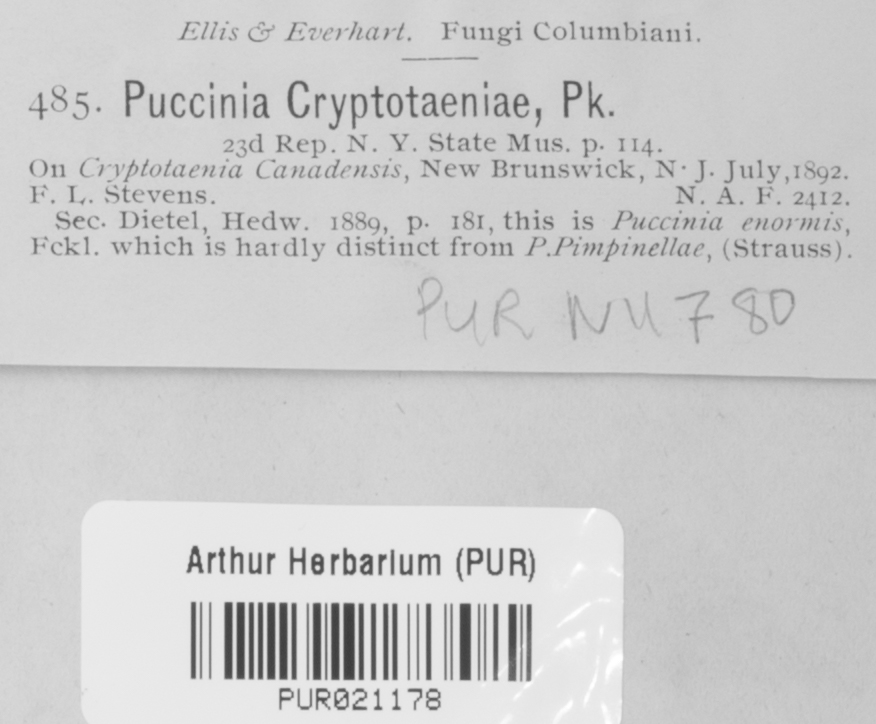 Ellis & Everhart. Fungi Columbiani.
485. Puccinia Cryptotaeniae, Pk.
23d Rep. N. Y. State Mus. p. 114.
On Cryptotaenia Canadensis, New Brunswick, N. J. July, 1892.
F. L. Stevens. N. A. F. 2412.
Sec. Dietel, Hedw. 1889, p. 181, this is Puccinia enormis,
Fckl. which is hardly distinct from P. Pimpinellae, (Strauss).
PUR N11780
Arthur Herbarium (PUR)
PUR021178